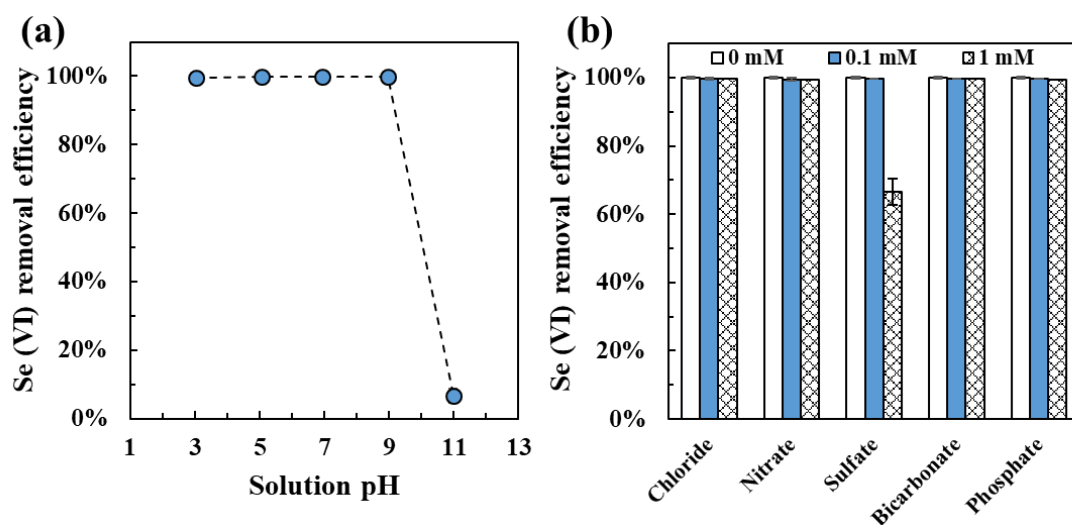 (a)
Se (VI) removal efficiency
100%
80%
60%
40%
20%
0%
1 3 5 7 9 11 13
Solution pH
(b)
Se (VI) removal efficiency
0 mM 0.1 mM 1 mM
100%
80%
60%
40%
20%
0%
Chloride
Nitrate
Sulfate
Bicarbonate
Phosphate